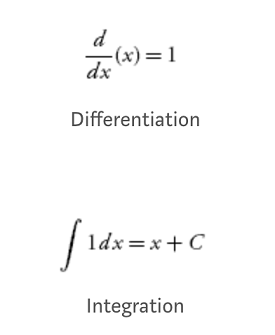 d/dx (x) = 1
Differentiation
∫ 1dx = x + C
Integration